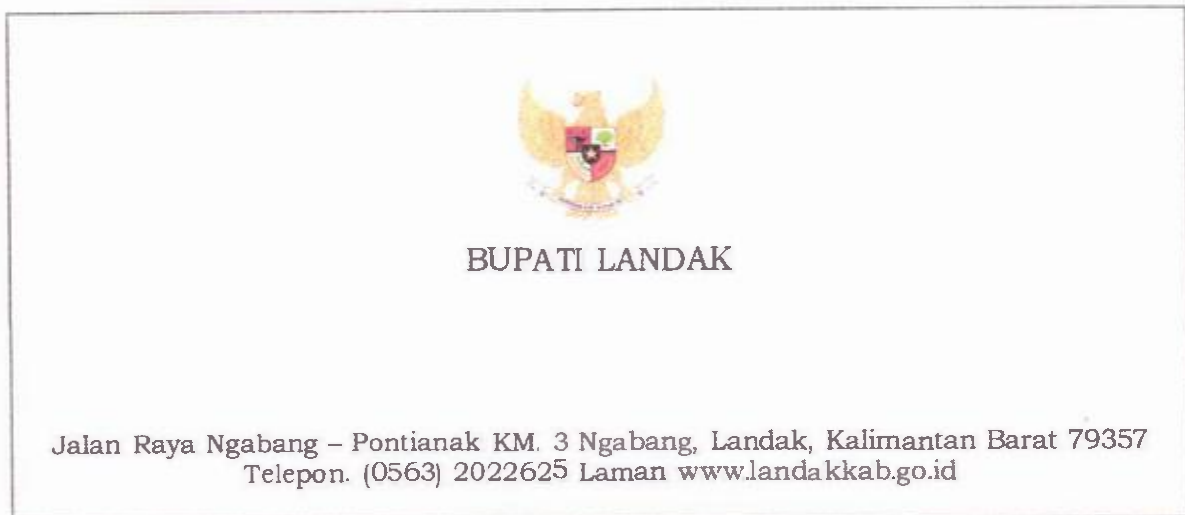 BUPATI LANDAK
Jalan Raya Ngabang – Pontianak KM. 3 Ngabang, Landak, Kalimantan Barat 79357
Telepon. (0563) 2022625 Laman www.landakkab.go.id